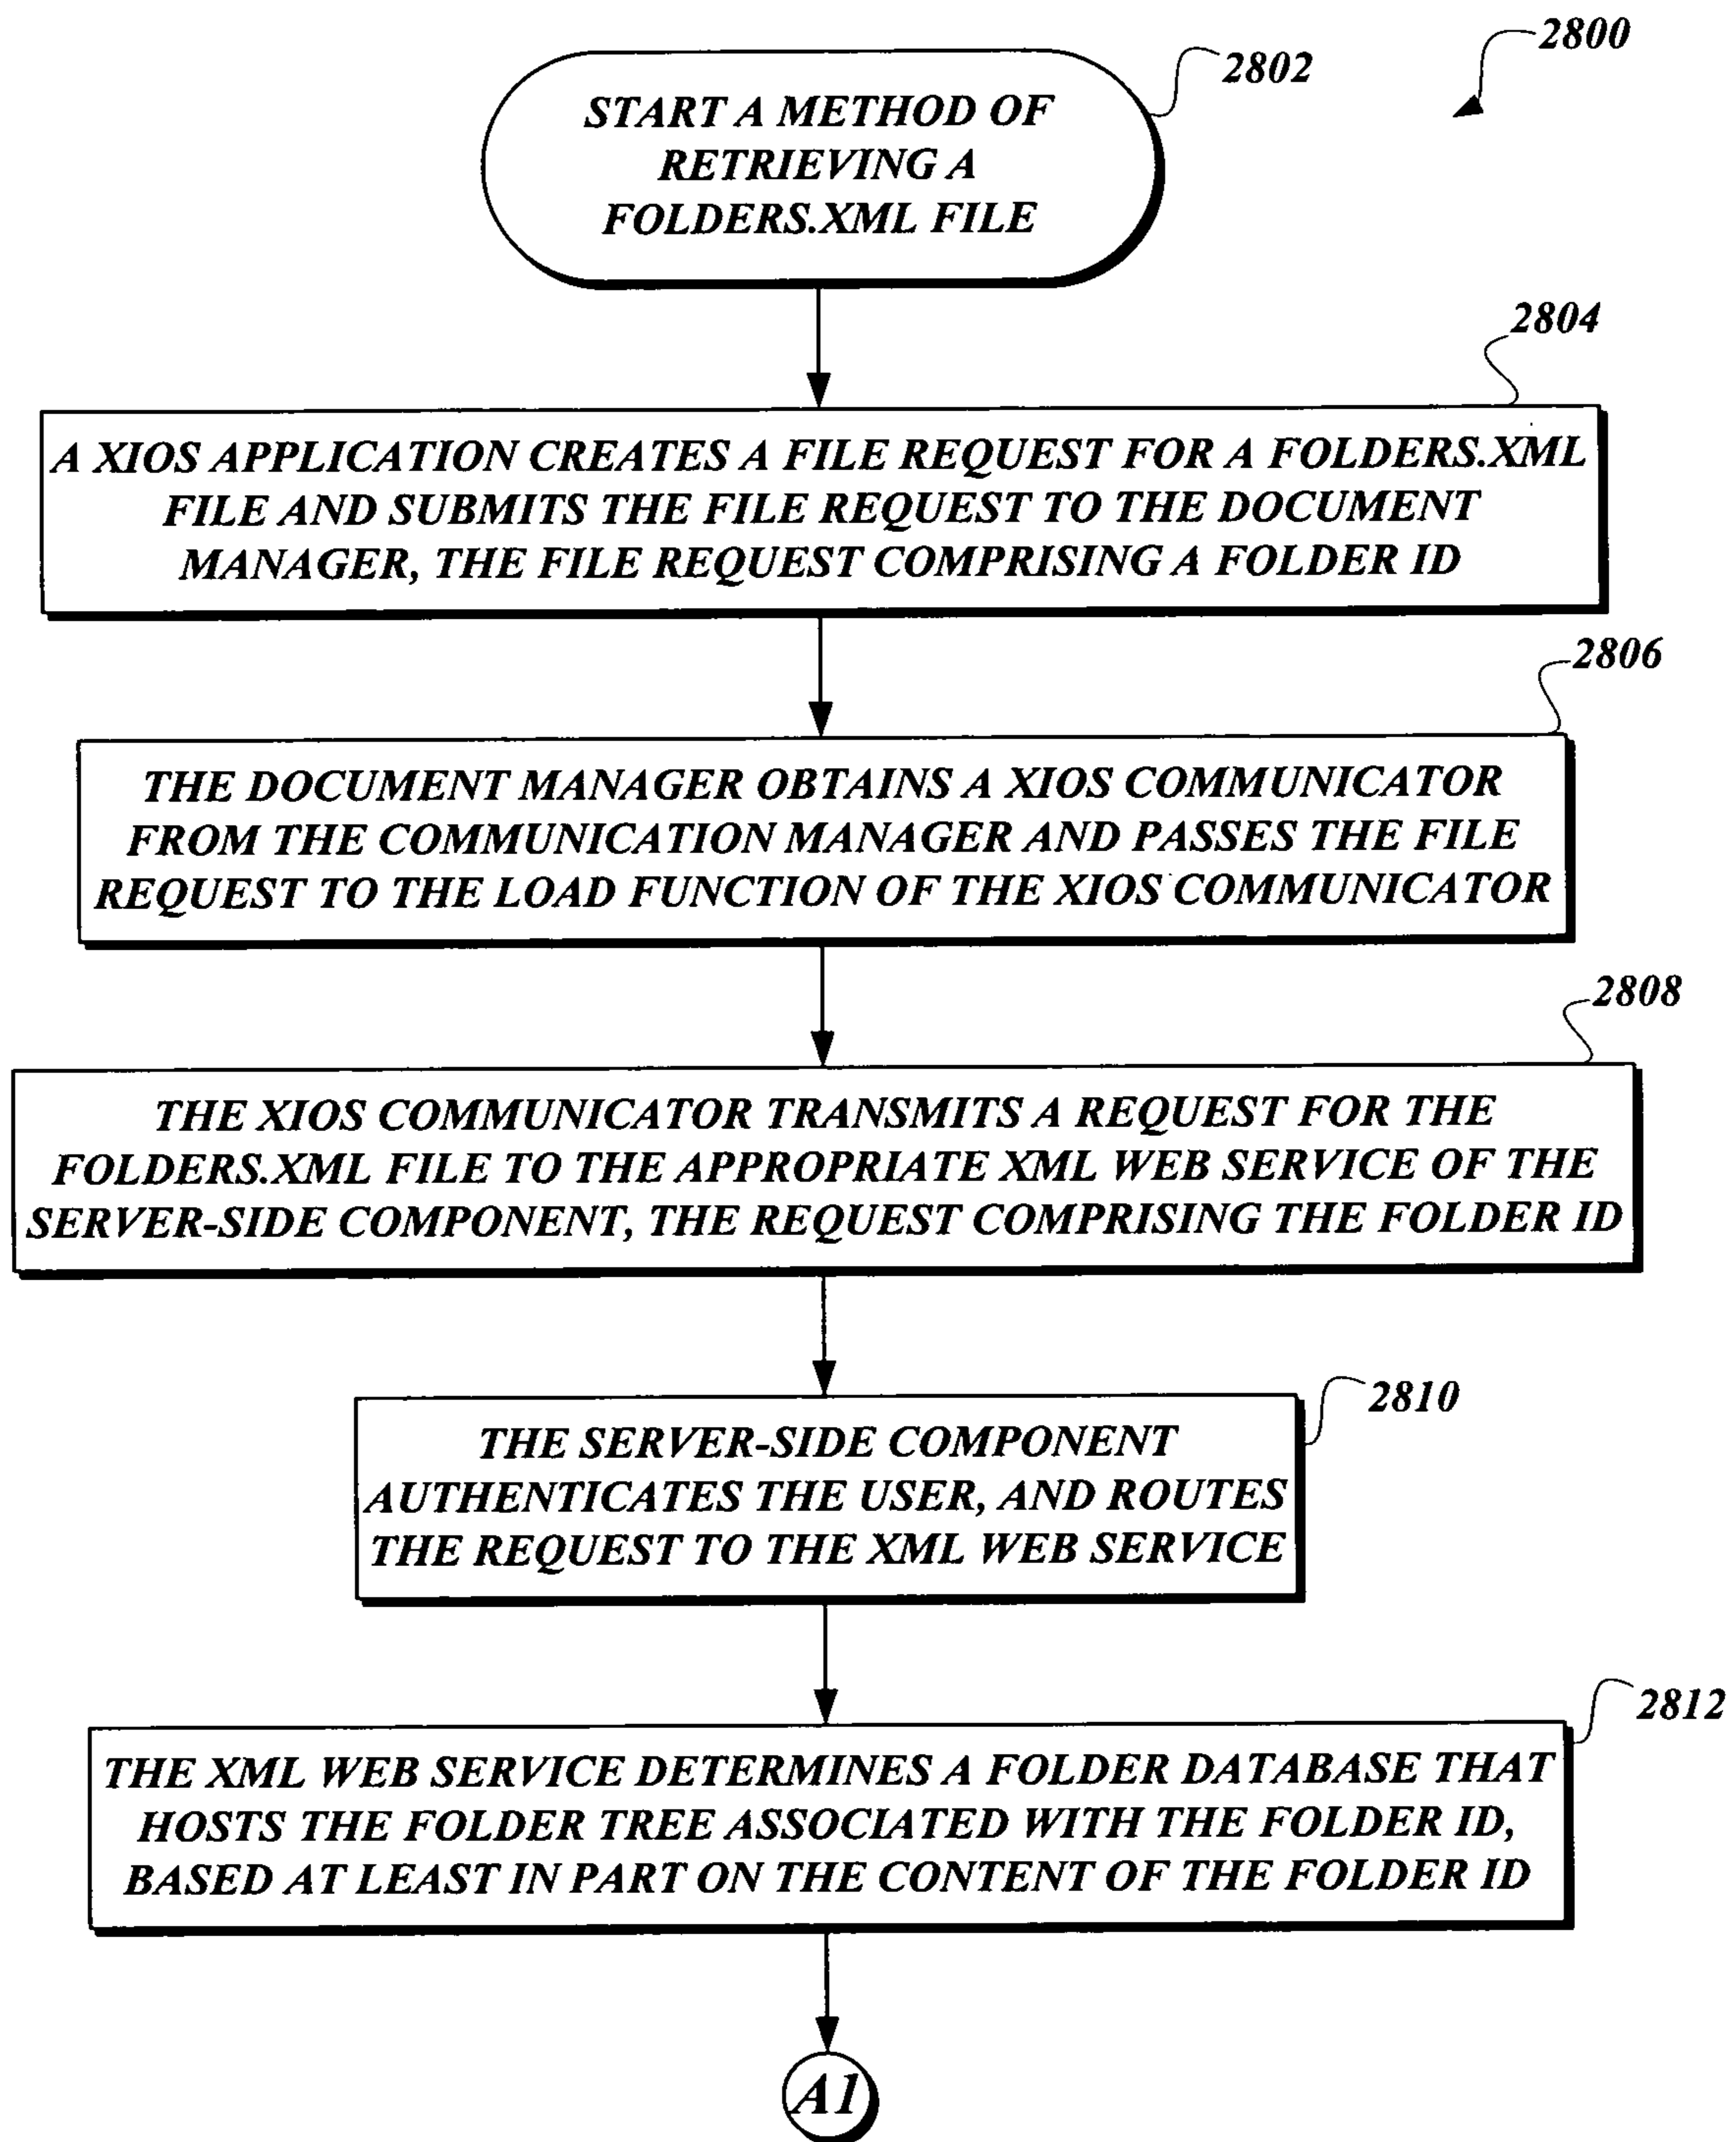 2800
2802
START A METHOD OF
RETRIEVING A
FOLDERS.XML FILE
2804
A XIOS APPLICATION CREATES A FILE REQUEST FOR A FOLDERS.XML
FILE AND SUBMITS THE FILE REQUEST TO THE DOCUMENT
MANAGER, THE FILE REQUEST COMPRISING A FOLDER ID
2806
THE DOCUMENT MANAGER OBTAINS A XIOS COMMUNICATOR
FROM THE COMMUNICATION MANAGER AND PASSES THE FILE
REQUEST TO THE LOAD FUNCTION OF THE XIOS COMMUNICATOR
2808
THE XIOS COMMUNICATOR TRANSMITS A REQUEST FOR THE
FOLDERS.XML FILE TO THE APPROPRIATE XML WEB SERVICE OF THE
SERVER-SIDE COMPONENT, THE REQUEST COMPRISING THE FOLDER ID
2810
THE SERVER-SIDE COMPONENT
AUTHENTICATES THE USER, AND ROUTES
THE REQUEST TO THE XML WEB SERVICE
2812
THE XML WEB SERVICE DETERMINES A FOLDER DATABASE THAT
HOSTS THE FOLDER TREE ASSOCIATED WITH THE FOLDER ID,
BASED AT LEAST IN PART ON THE CONTENT OF THE FOLDER ID
A1